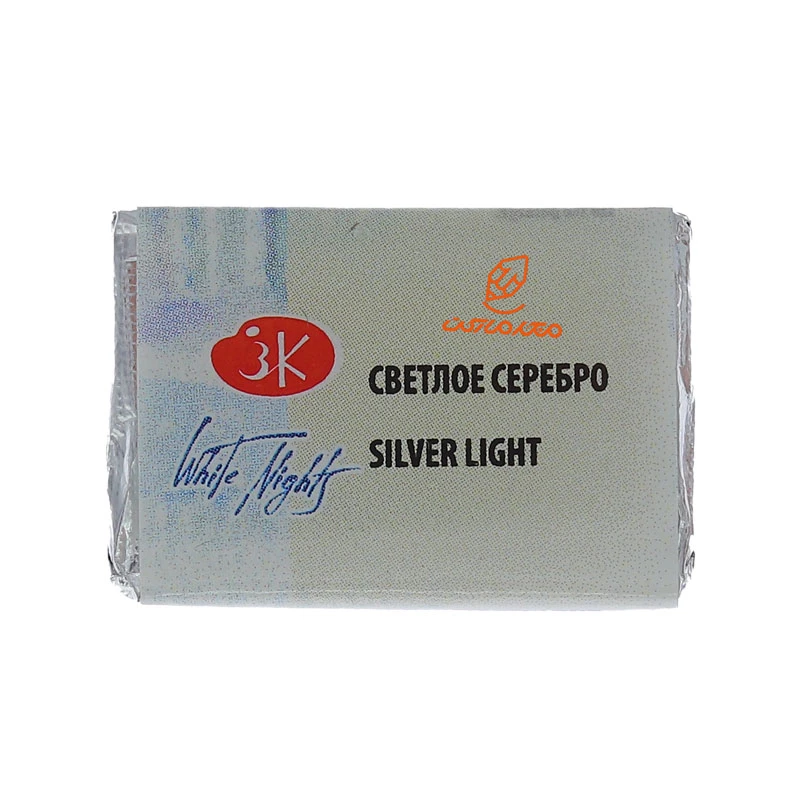 ЗК
СВЕТЛОЕ СЕРЕБРО
White Nights
SILVER LIGHT